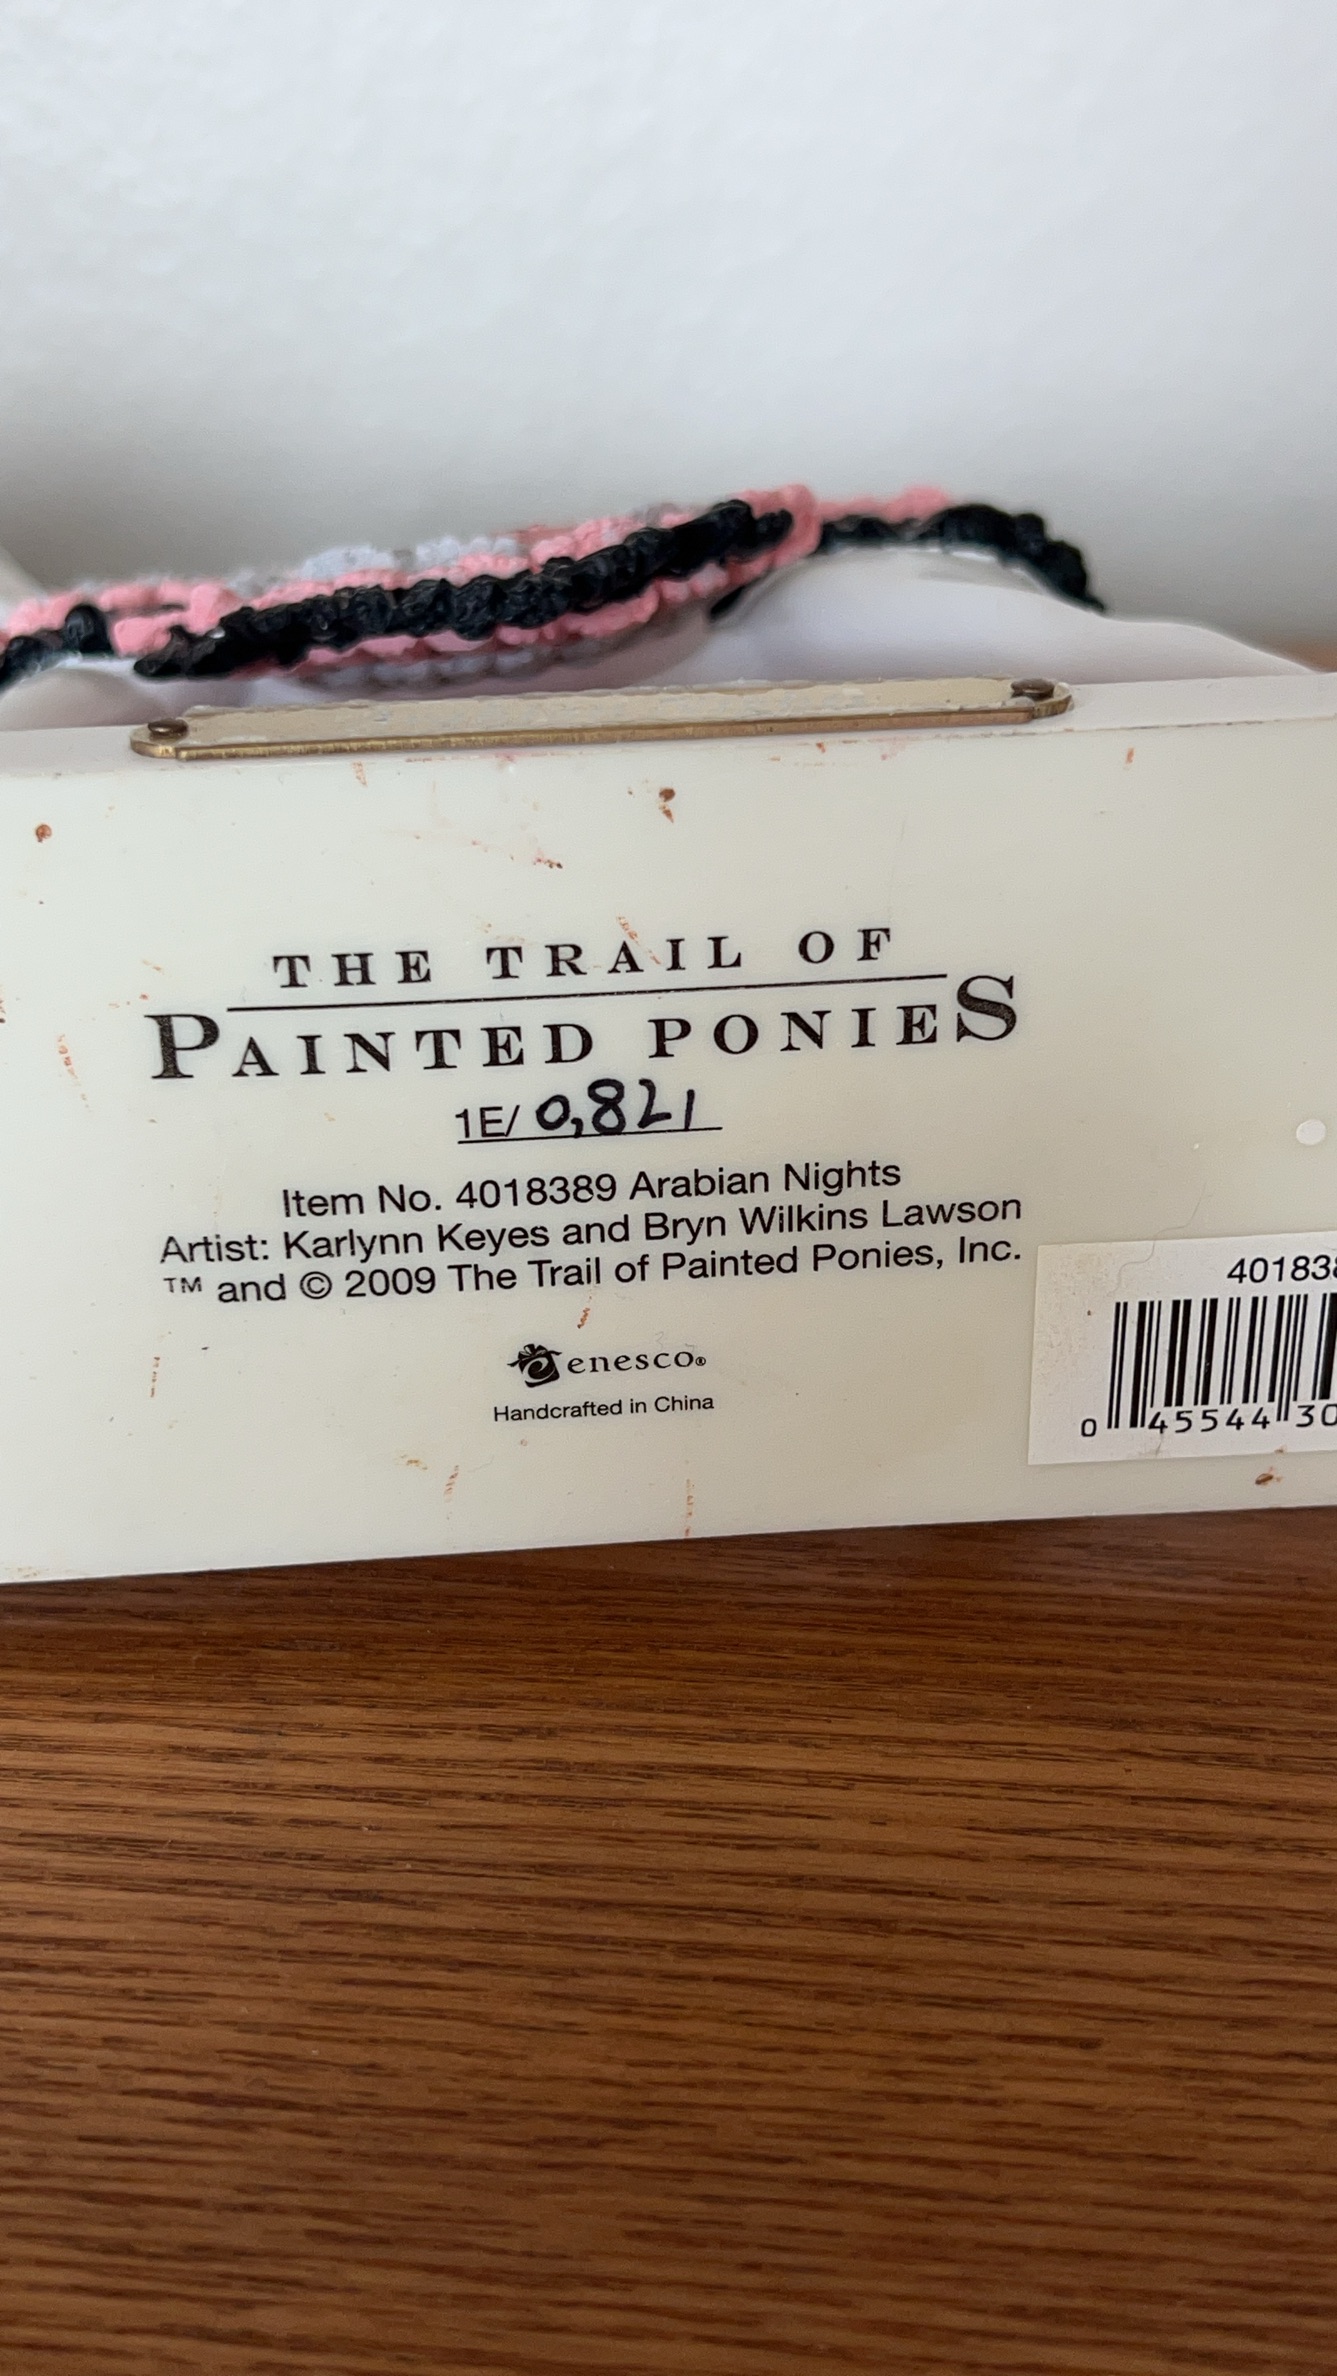 THE TRAIL OF
PAINTED PONIES
1E/ 0,821
Item No. 4018389 Arabian Nights
Artist: Karlynn Keyes and Bryn Wilkins Lawson
™ and © 2009 The Trail of Painted Ponies, Inc.
enesco®
Handcrafted in China
401838
0 45544 30